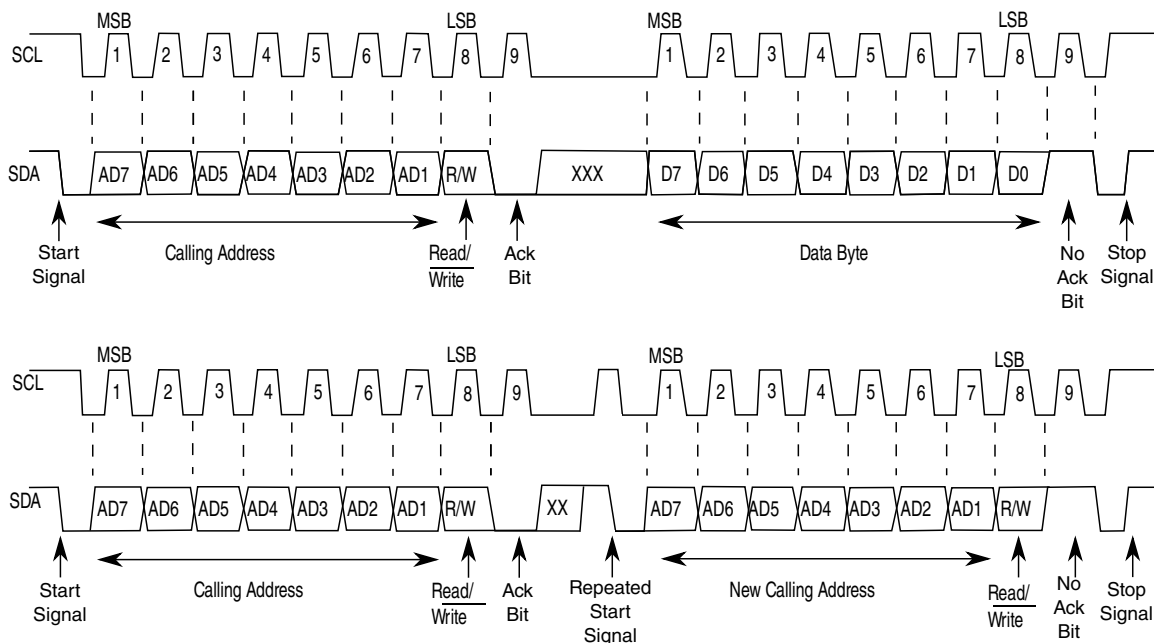 MSB LSB MSB LSB
SCL 1 2 3 4 5 6 7 8 9 1 2 3 4 5 6 7 8 9
SDA AD7 AD6 AD5 AD4 AD3 AD2 AD1 R/W XXX D7 D6 D5 D4 D3 D2 D1 D0
Start Signal
Calling Address
Read/ Write
Ack Bit
Data Byte
No Ack Bit
Stop Signal
MSB LSB MSB LSB
SCL 1 2 3 4 5 6 7 8 9 1 2 3 4 5 6 7 8 9
SDA AD7 AD6 AD5 AD4 AD3 AD2 AD1 R/W XX AD7 AD6 AD5 AD4 AD3 AD2 AD1 R/W
Start Signal
Calling Address
Read/ Write
Ack Bit
Repeated Start Signal
New Calling Address
Read/ Write
No Ack Bit
Stop Signal